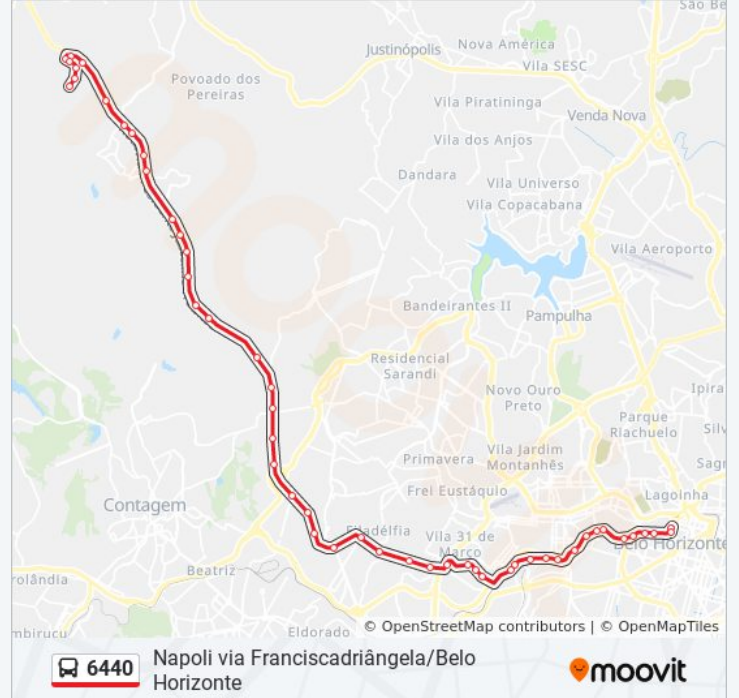 São Be
Nova América
Justinópolis
Vila SESC
Povoado dos
Pereiras
Vila Piratininga
Venda Nova
Vila dos Anjos
Dandara
Vila Universo
Vila Copacabana
Vila Aeroporto
Bandeirantes II
Pampulha
Residencial
Sarandi
Novo Ouro
Preto
Ipira
Parque
Riachuelo
Silv
Vila Jardim
Montanhês
Primavera
Sagr
Frei Eustáquio
Lagoinha
Contagem
Filadélfia
Vila 31 de
Março
Belo Horizonte
Beatriz
rolândia
Eldorado
mbirucu
© OpenStreetMap contributors | © OpenMapTiles
6440
Napoli via Franciscadriângela/Belo
Horizonte
moovit